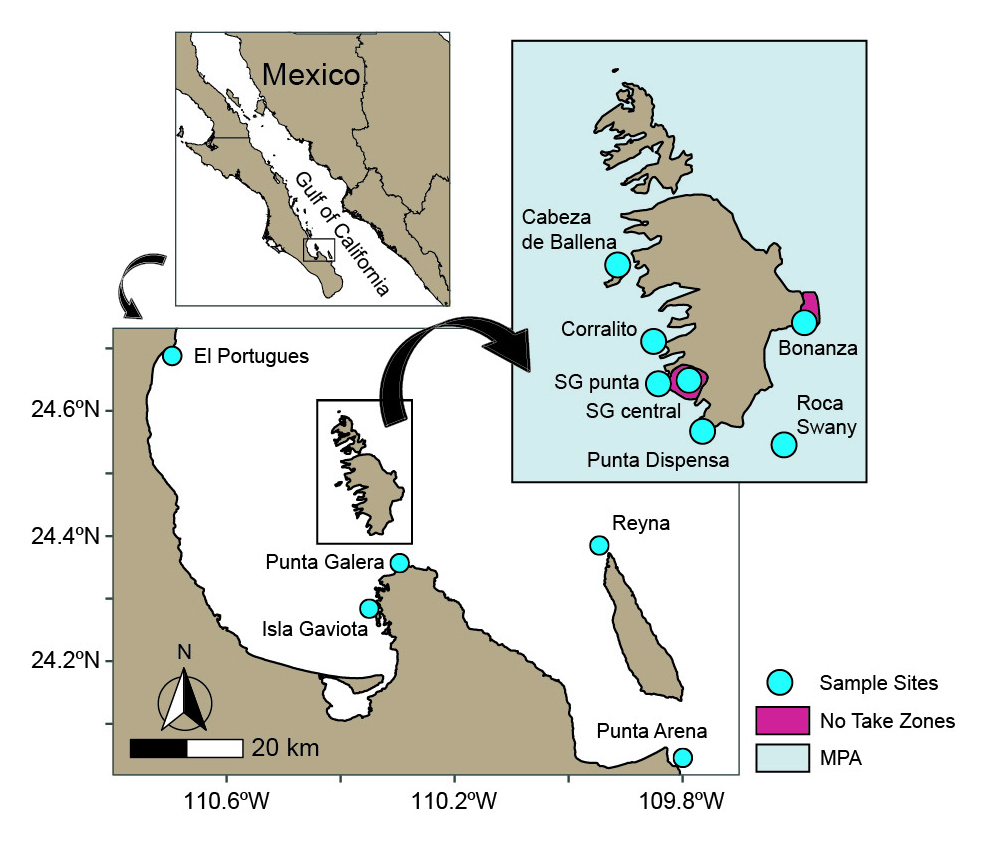 Mexico
Gulf of California
Cabeza
de Ballena
Corralito
SG punta
SG central
Punta Dispensa
Bonanza
Roca
Swany
El Portugues
24.6ºN
24.4ºN
24.2ºN
Punta Galera
Isla Gaviota
Reyna
Punta Arena
N
20 km
110.6ºW
110.2ºW
109.8ºW
Sample Sites
No Take Zones
MPA